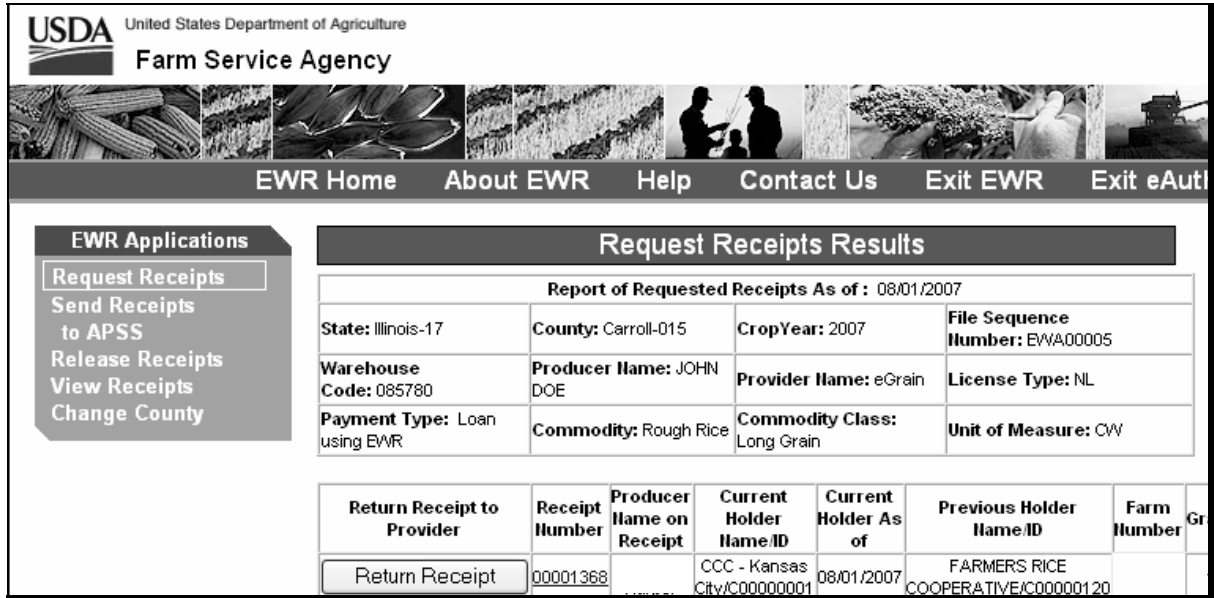 USDA United States Department of Agriculture
Farm Service Agency
EWR Home About EWR Help Contact Us Exit EWR Exit eAuth
EWR Applications
Request Receipts
Send Receipts
to APSS
Release Receipts
View Receipts
Change County
Request Receipts Results
Report of Requested Receipts As of : 08/01/2007
State: Illinois-17 County: Carroll-015 CropYear: 2007 File Sequence
Number: EWA00005
Warehouse
Code: 085780 Producer Name: JOHN
DOE Provider Name: eGrain License Type: NL
Payment Type: Loan
using EWR Commodity: Rough Rice Commodity Class:
Long Grain Unit of Measure: CW
Return Receipt to
Provider Receipt
Number Producer
Name on
Receipt Current
Holder
Name/ID Current
Holder As
of Previous Holder
Name/ID Farm
Number Gr
Return Receipt 00001368 CCC - Kansas
City/C00000001 08/01/2007 FARMERS RICE
COOPERATIVE/C00000120